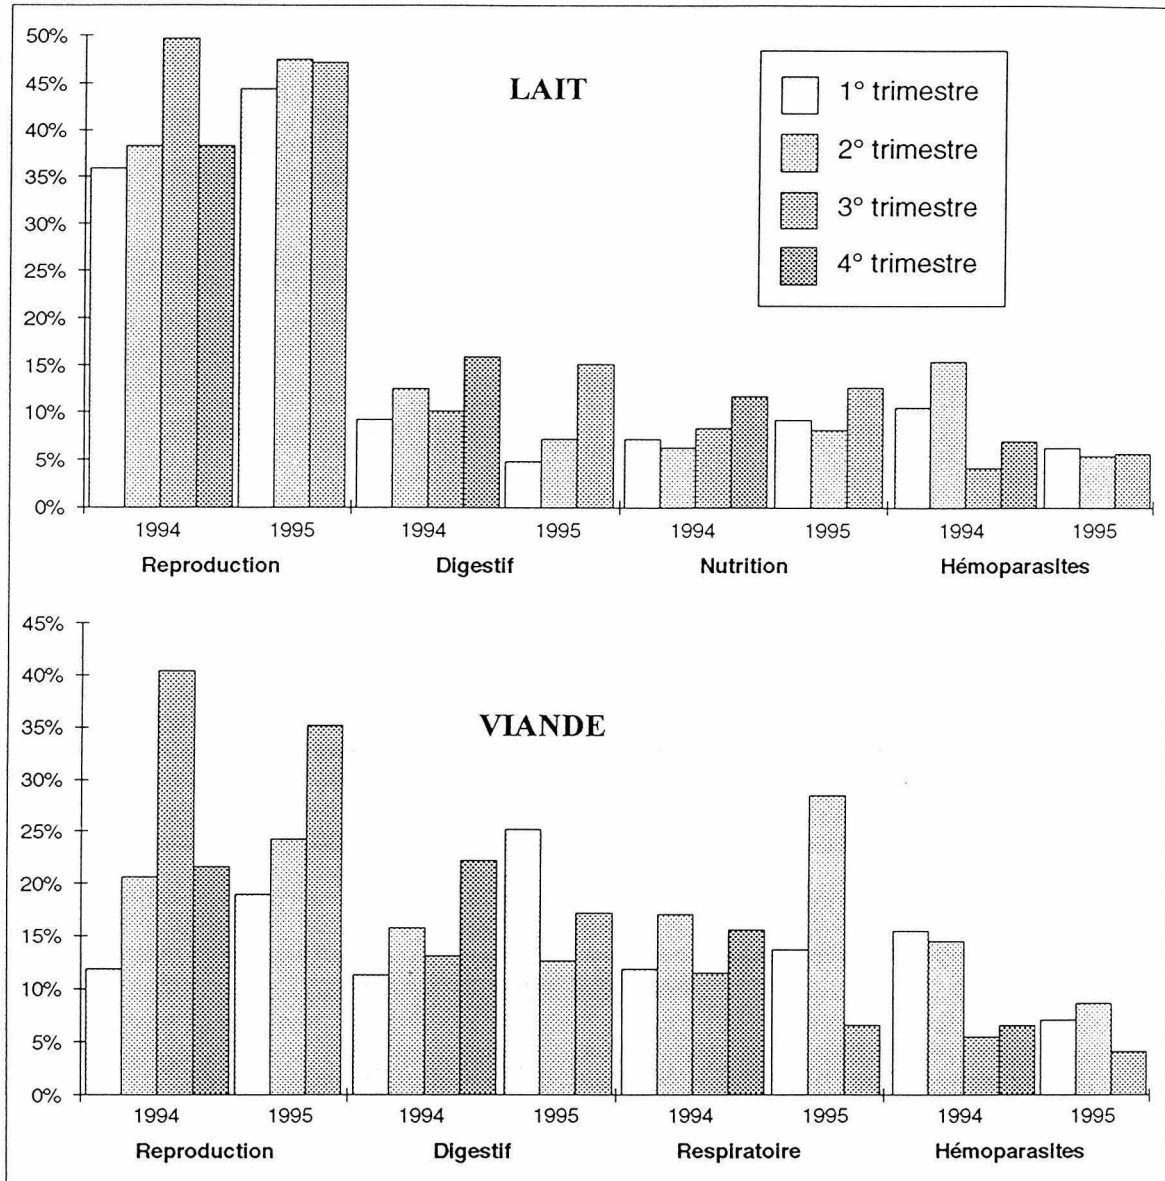 50%
45%
40%
35%
30%
25%
20%
15%
10%
5%
0%
LAIT
1° trimestre
2° trimestre
3° trimestre
4° trimestre
1994 1995 1994 1995 1994 1995 1994 1995
Reproduction Digestif Nutrition Hémoparasites
45%
40%
35%
30%
25%
20%
15%
10%
5%
0%
VIANDE
1994 1995 1994 1995 1994 1995 1994 1995
Reproduction Digestif Respiratoire Hémoparasites